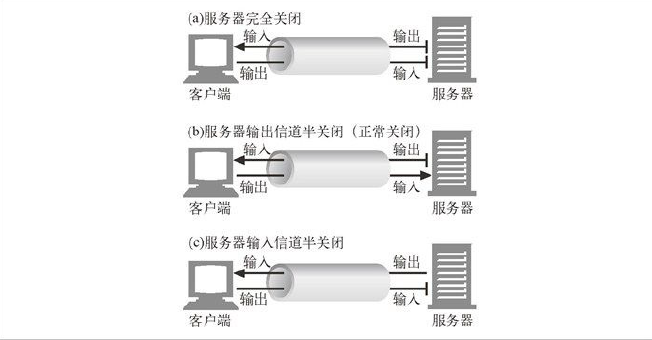 (a)服务器完全关闭
输入 输出
输出 输入
客户端 服务器
(b)服务器输出信道半关闭（正常关闭）
输入 输出
输出 输入
客户端 服务器
(c)服务器输入信道半关闭
输入 输出
输出 输入
客户端 服务器